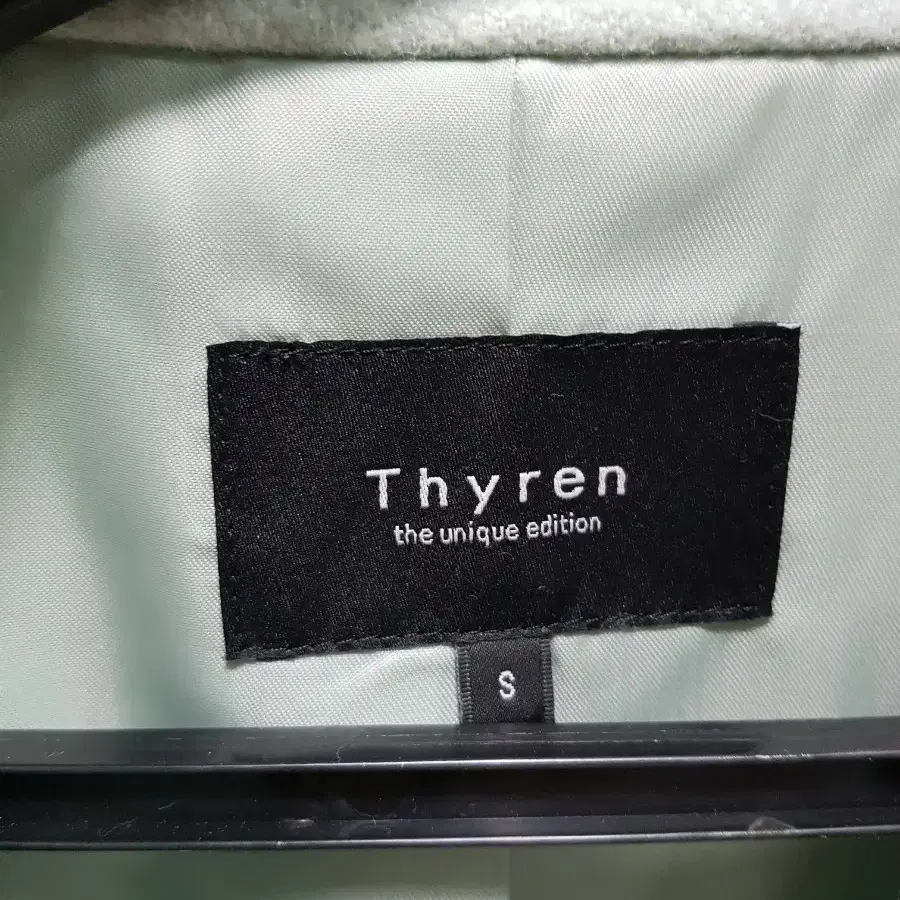 Thyren
the unique edition
S